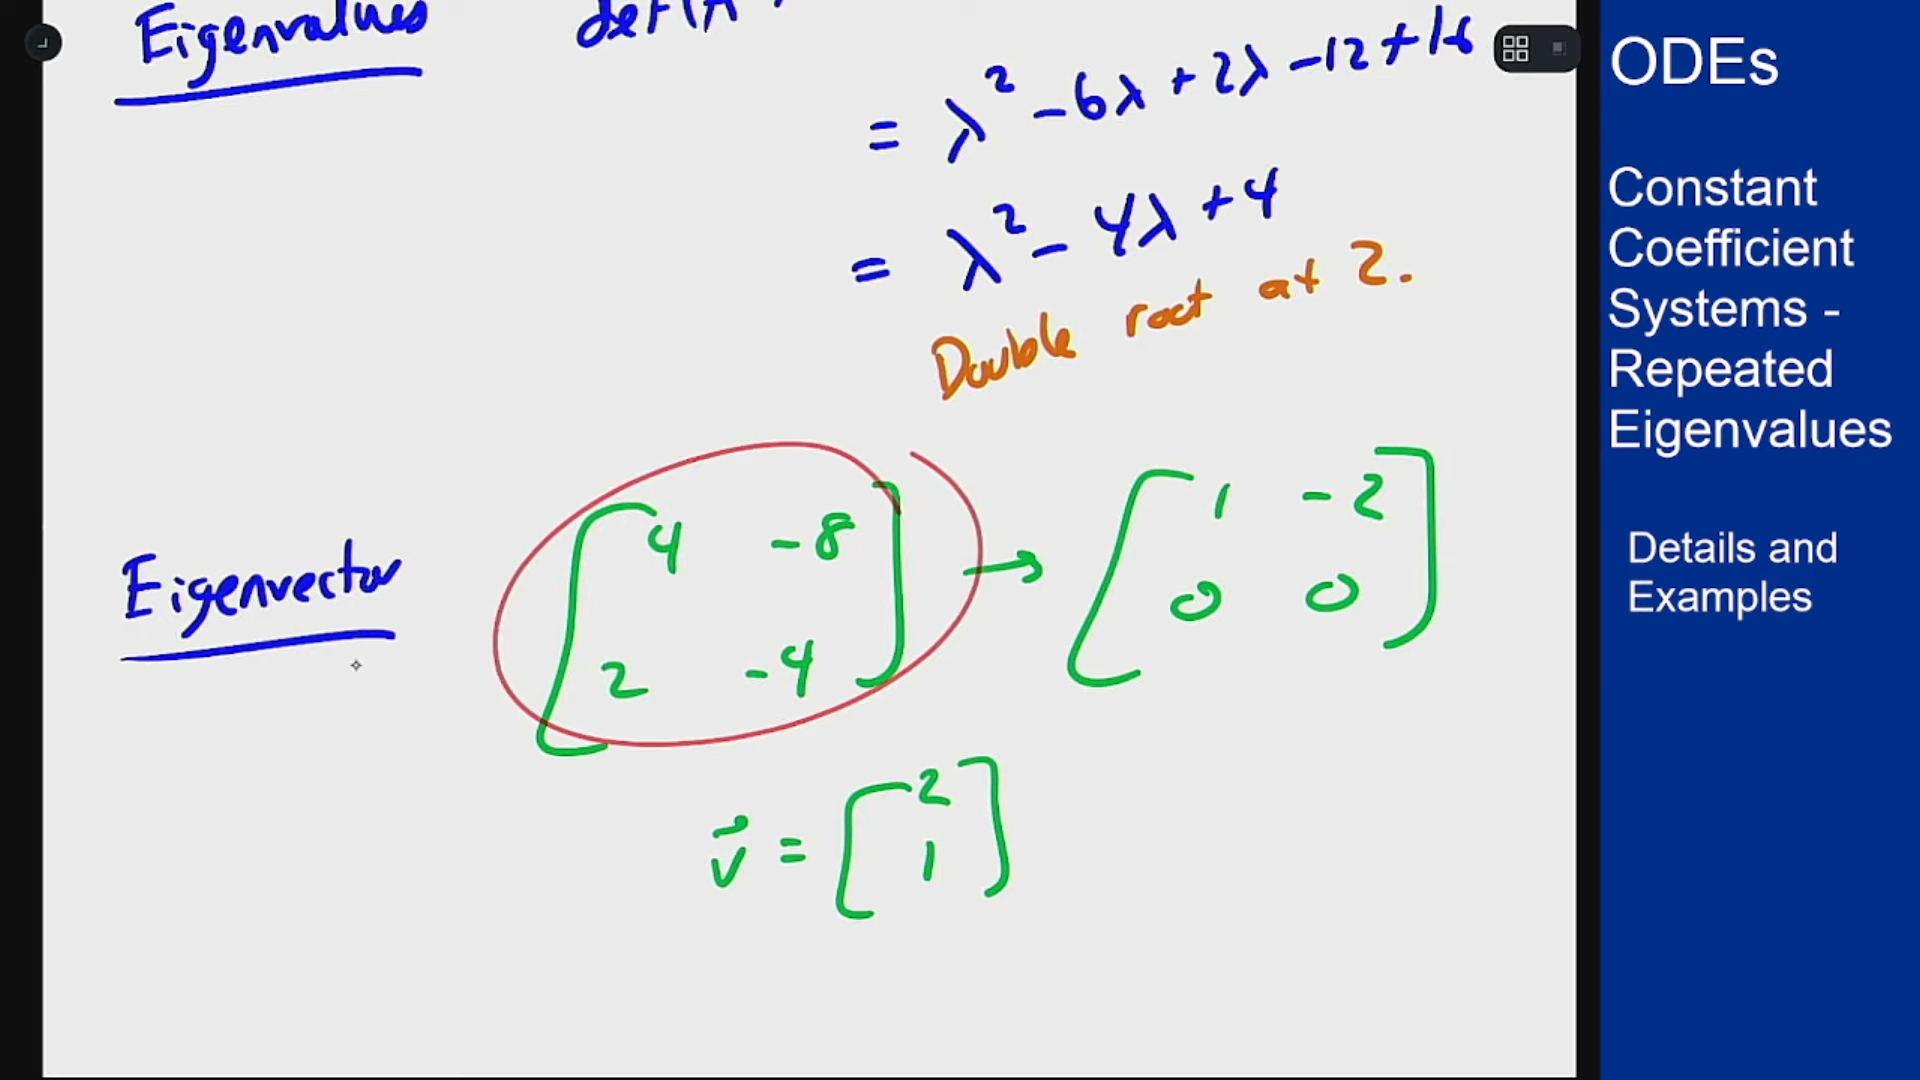 Eigenvalues
= λ² - 6λ + 2λ - 12 + 16
= λ² - 4λ + 4
Double root at 2.
Eigenvector
[4 -8
2 -4] → [1 -2
0 0]
v⃗ = [2
1]
ODEs
Constant
Coefficient
Systems -
Repeated
Eigenvalues
Details and
Examples